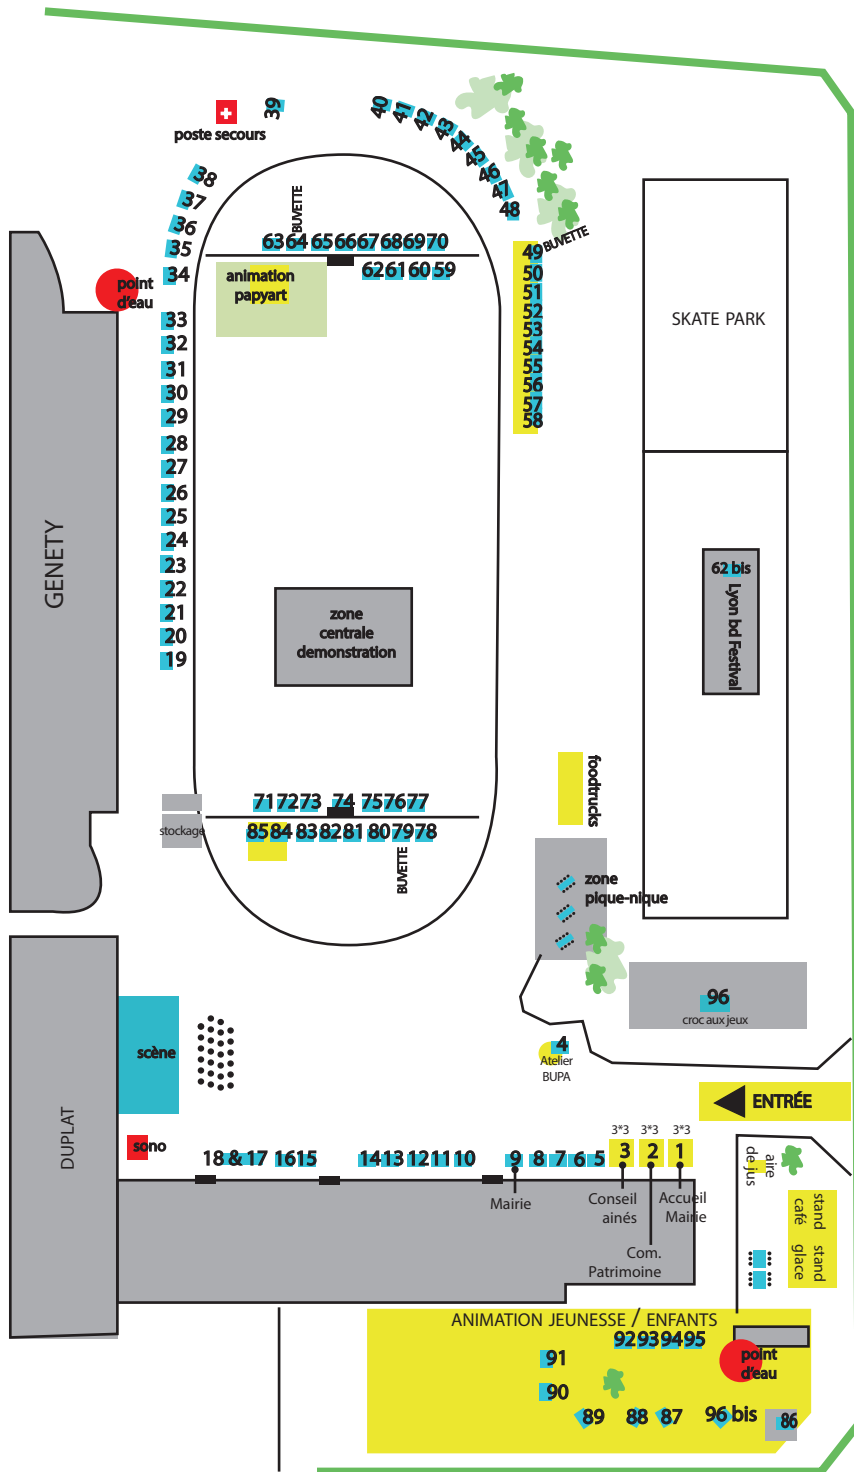 39
40
41
42
43
44
45
46
47
48
poste secours
38
37
36
35
34
point
d'eau
BUVETTE
63 64 65 66 67 68 69 70
62 61 60 59
animation
papyart
BUVETTE
49
50
51
52
53
54
55
56
57
58
SKATE PARK
33
32
31
30
29
28
27
26
25
24
23
22
21
20
19
GENETY
zone
centrale
demonstration
62 bis
Lyon bd Festival
foodtrucks
71 72 73 74 75 76 77
stockage
85 84 83 82 81 80 79 78
BUVETTE
zone
pique-nique
96
croc aux jeux
scène
4
Atelier
BUPA
ENTRÉE
DUPLAT
sono
3*3 3*3 3*3
18 & 17 16 15 14 13 12 11 10 9 8 7 6 5 3 2 1
Mairie
Conseil
ainés
Com.
Patrimoine
Accueil
Mairie
aire
de jus
stand
café
stand
glace
ANIMATION JEUNESSE / ENFANTS
92 93 94 95
91
90
point
d'eau
89 88 87 96 bis 86